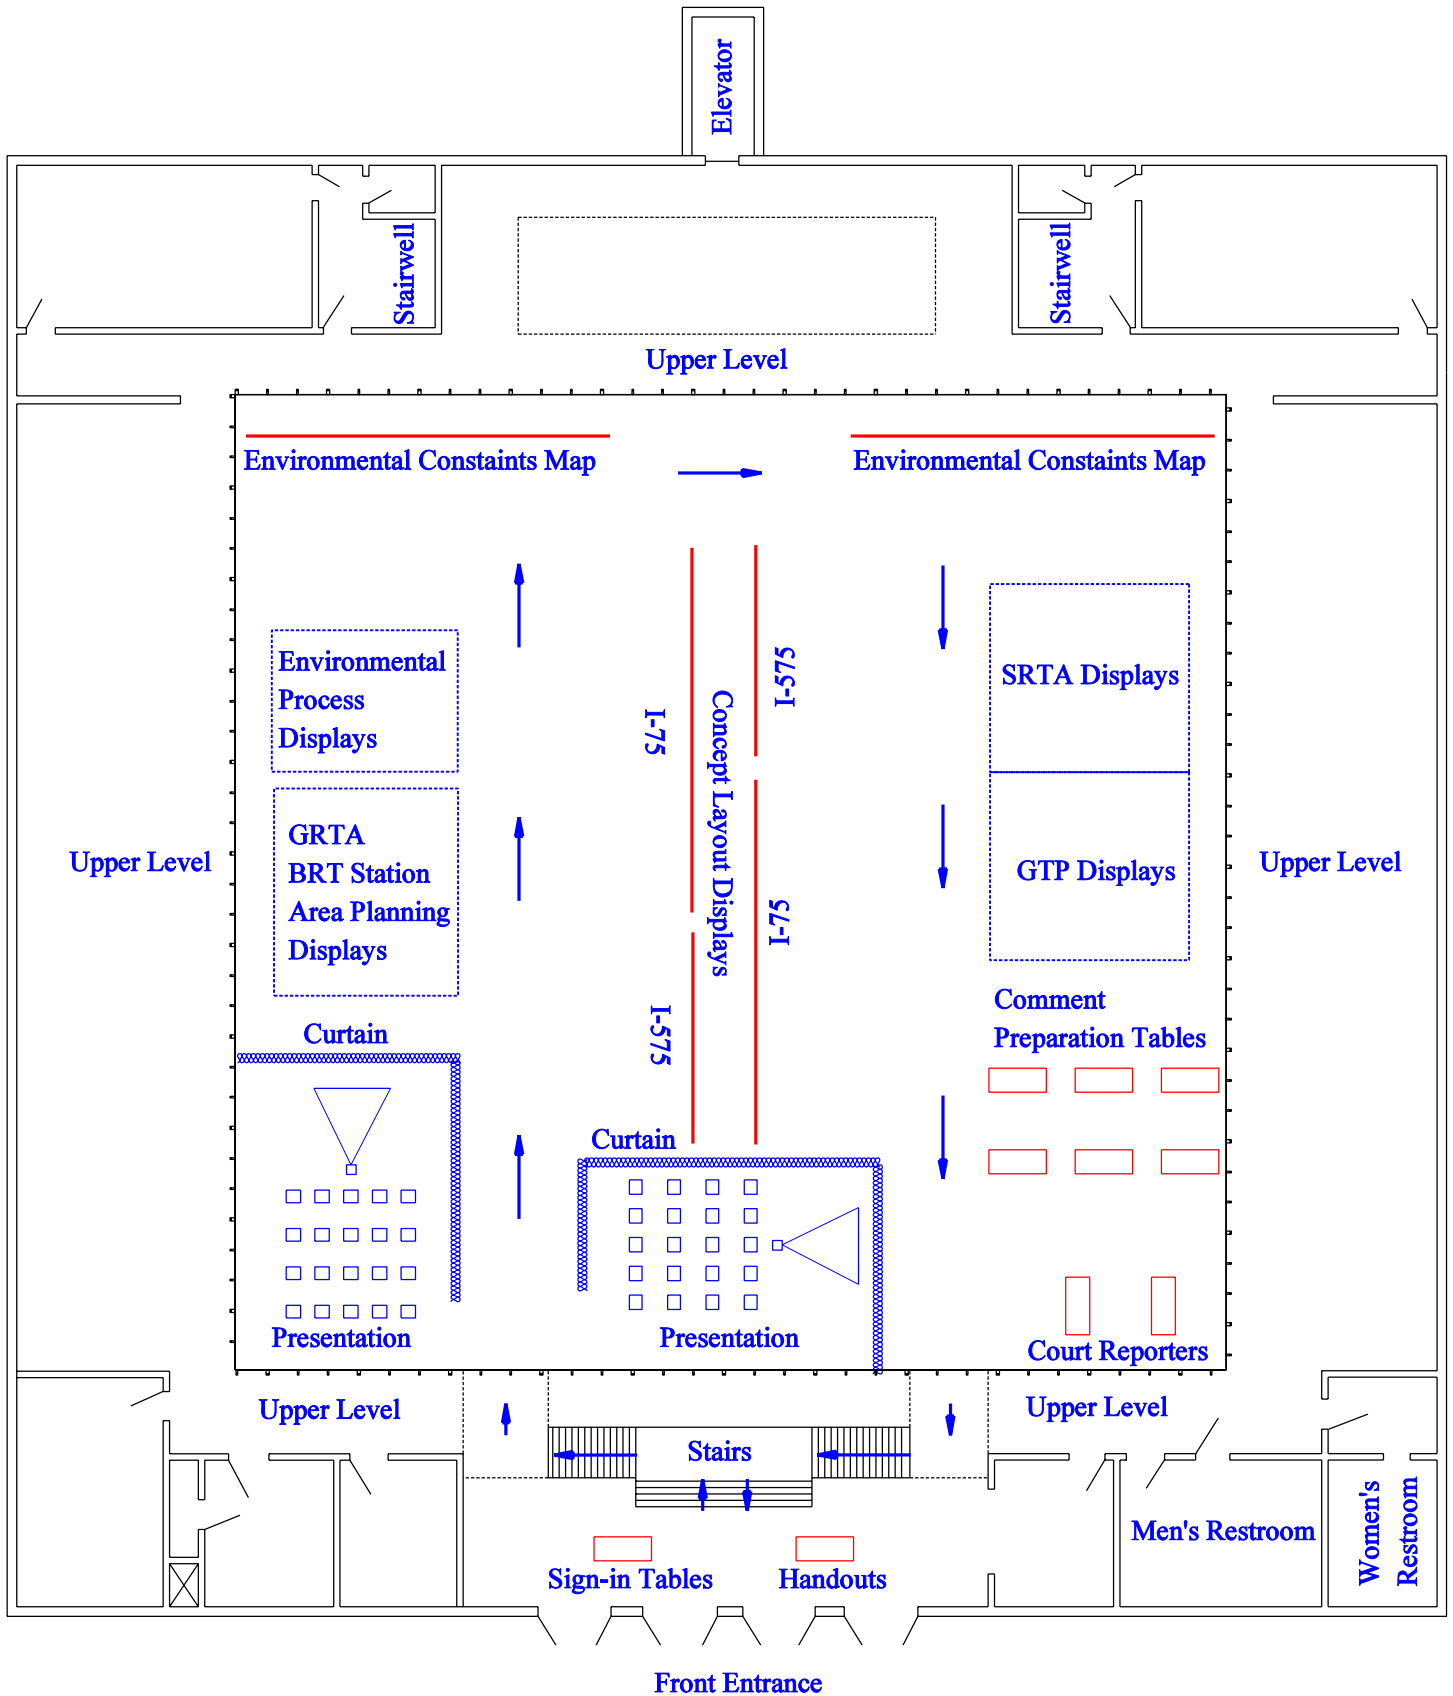 Elevator
Stairwell
Stairwell
Upper Level
Environmental Constaints Map
Environmental Constaints Map
Environmental
Process
Displays
I-75
Concept Layout Displays
I-575
SRTA Displays
GRTA
BRT Station
Area Planning
Displays
Upper Level
I-75
GTP Displays
Upper Level
Curtain
I-575
Comment
Preparation Tables
Curtain
Presentation
Presentation
Court Reporters
Upper Level
Stairs
Upper Level
Sign-in Tables
Handouts
Men's Restroom
Women's
Restroom
Front Entrance